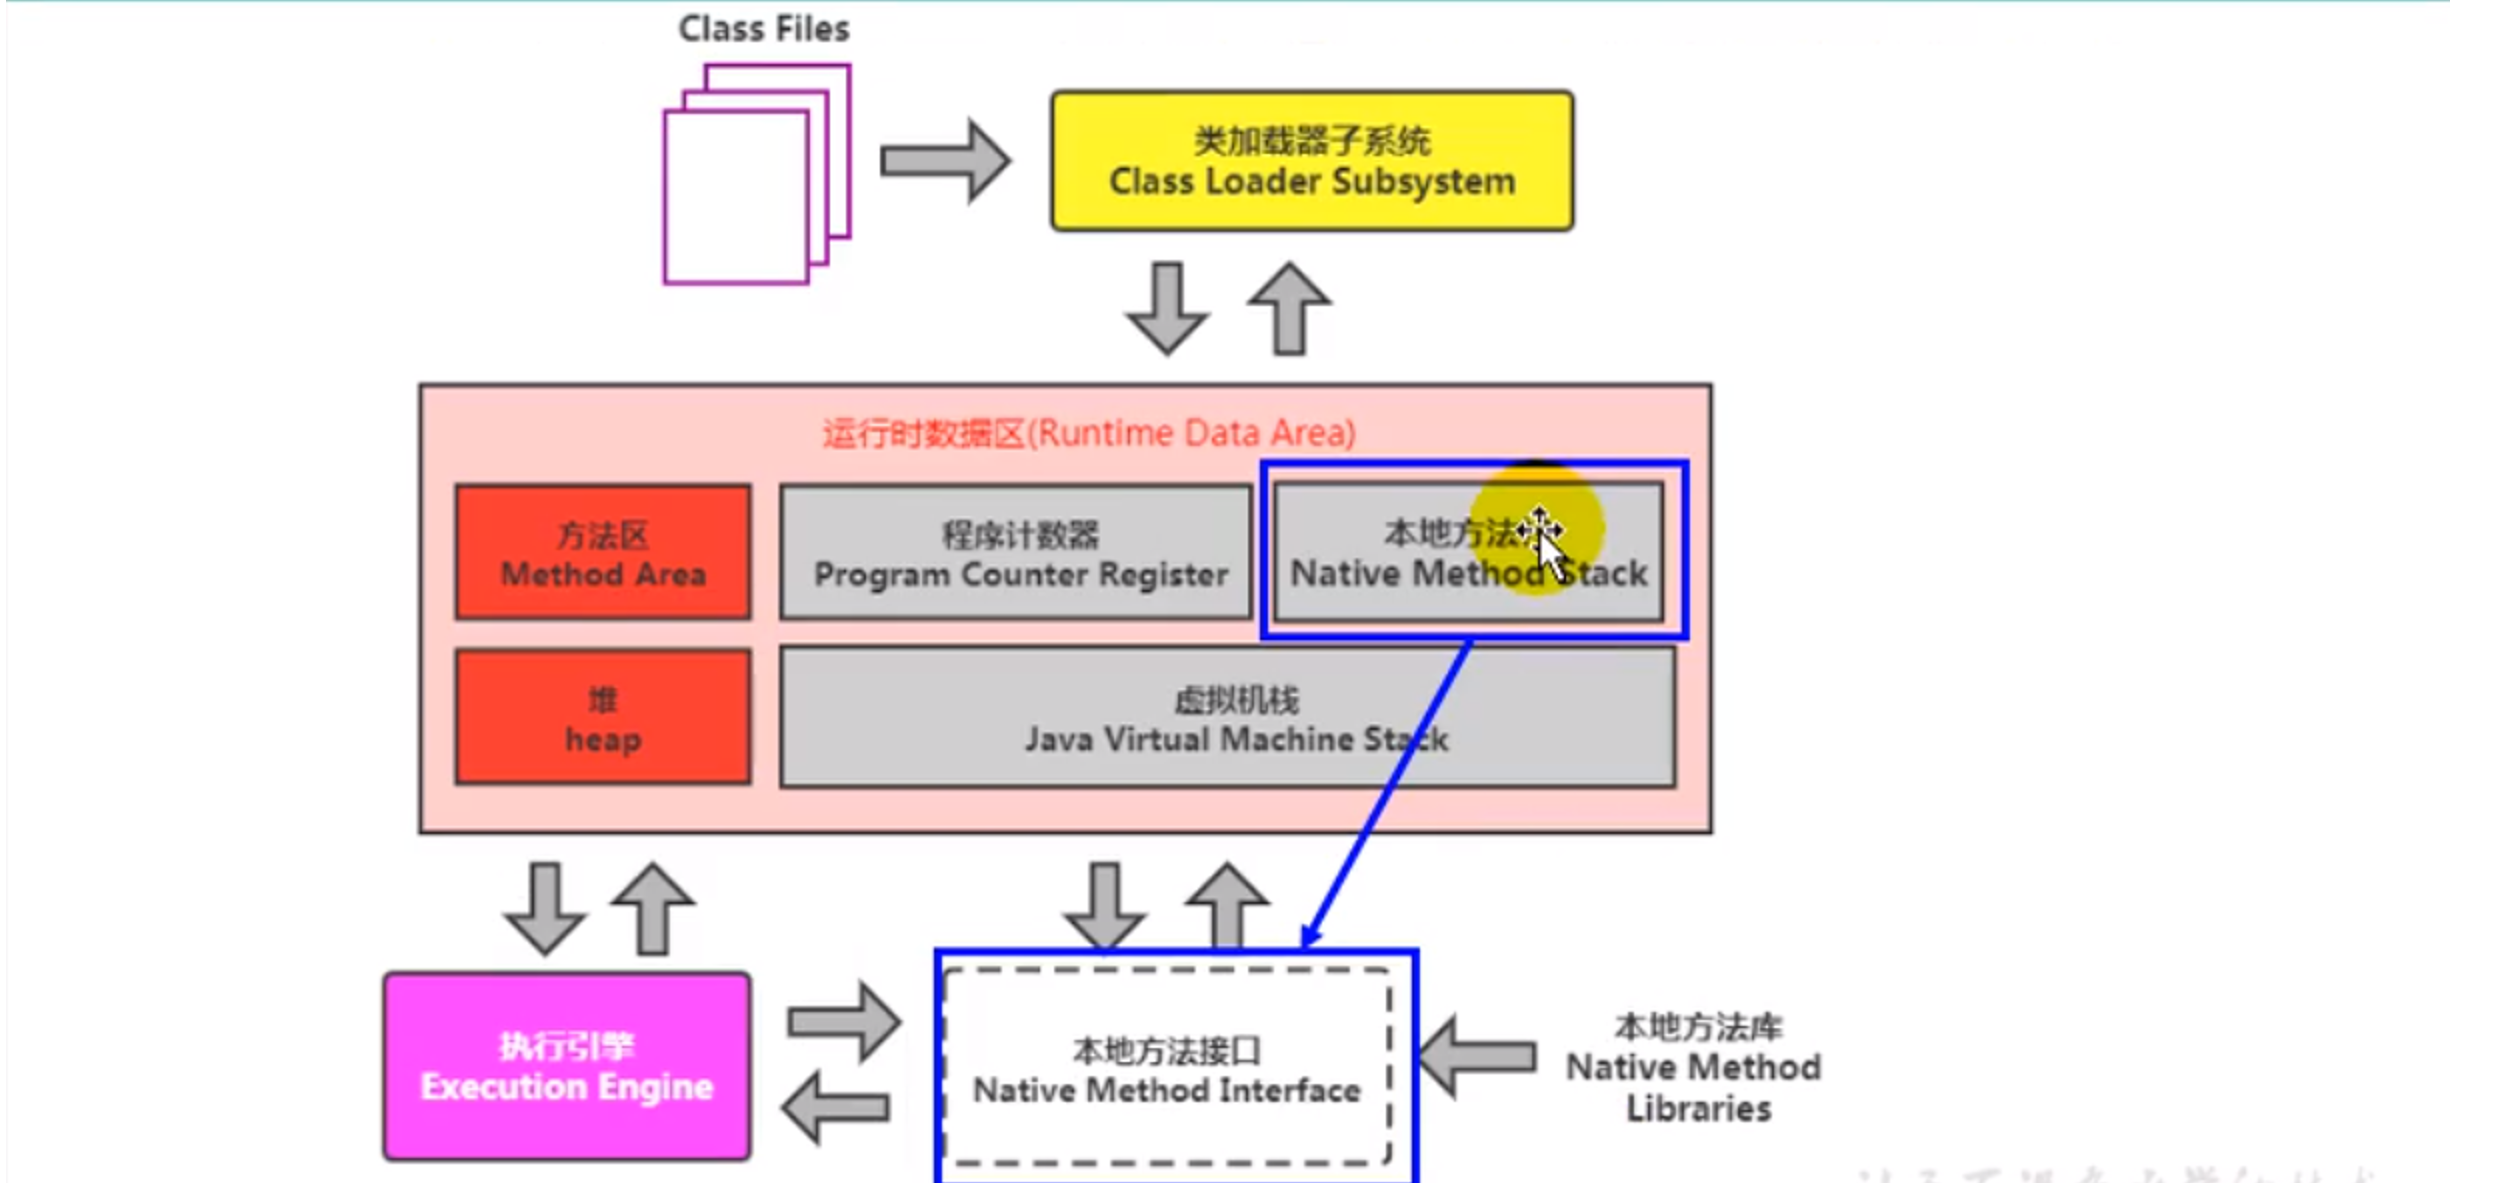 Class Files
类加载器子系统
Class Loader Subsystem
运行时数据区(Runtime Data Area)
方法区
Method Area
程序计数器
Program Counter Register
本地方法
Native Method Stack
堆
heap
虚拟机栈
Java Virtual Machine Stack
执行引擎
Execution Engine
本地方法接口
Native Method Interface
本地方法库
Native Method
Libraries